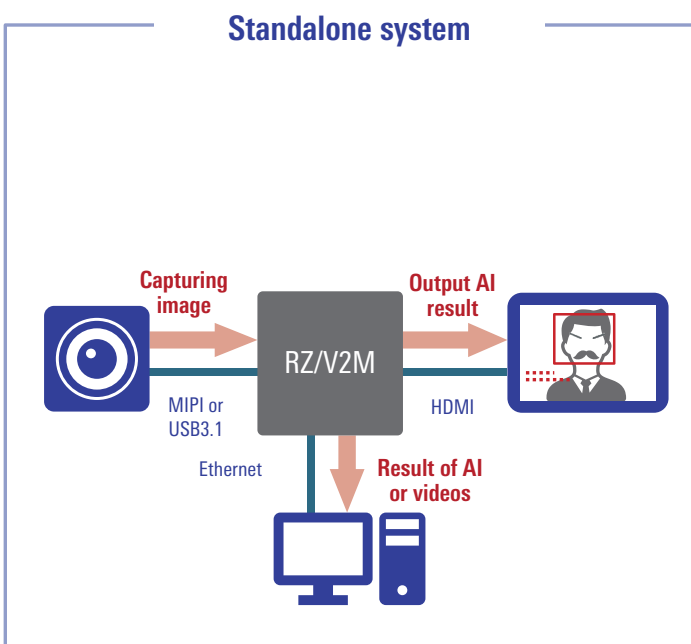 Standalone system
Capturing
image
Output AI
result
RZ/V2M
MIPI or
USB3.1
HDMI
Ethernet
Result of AI
or videos